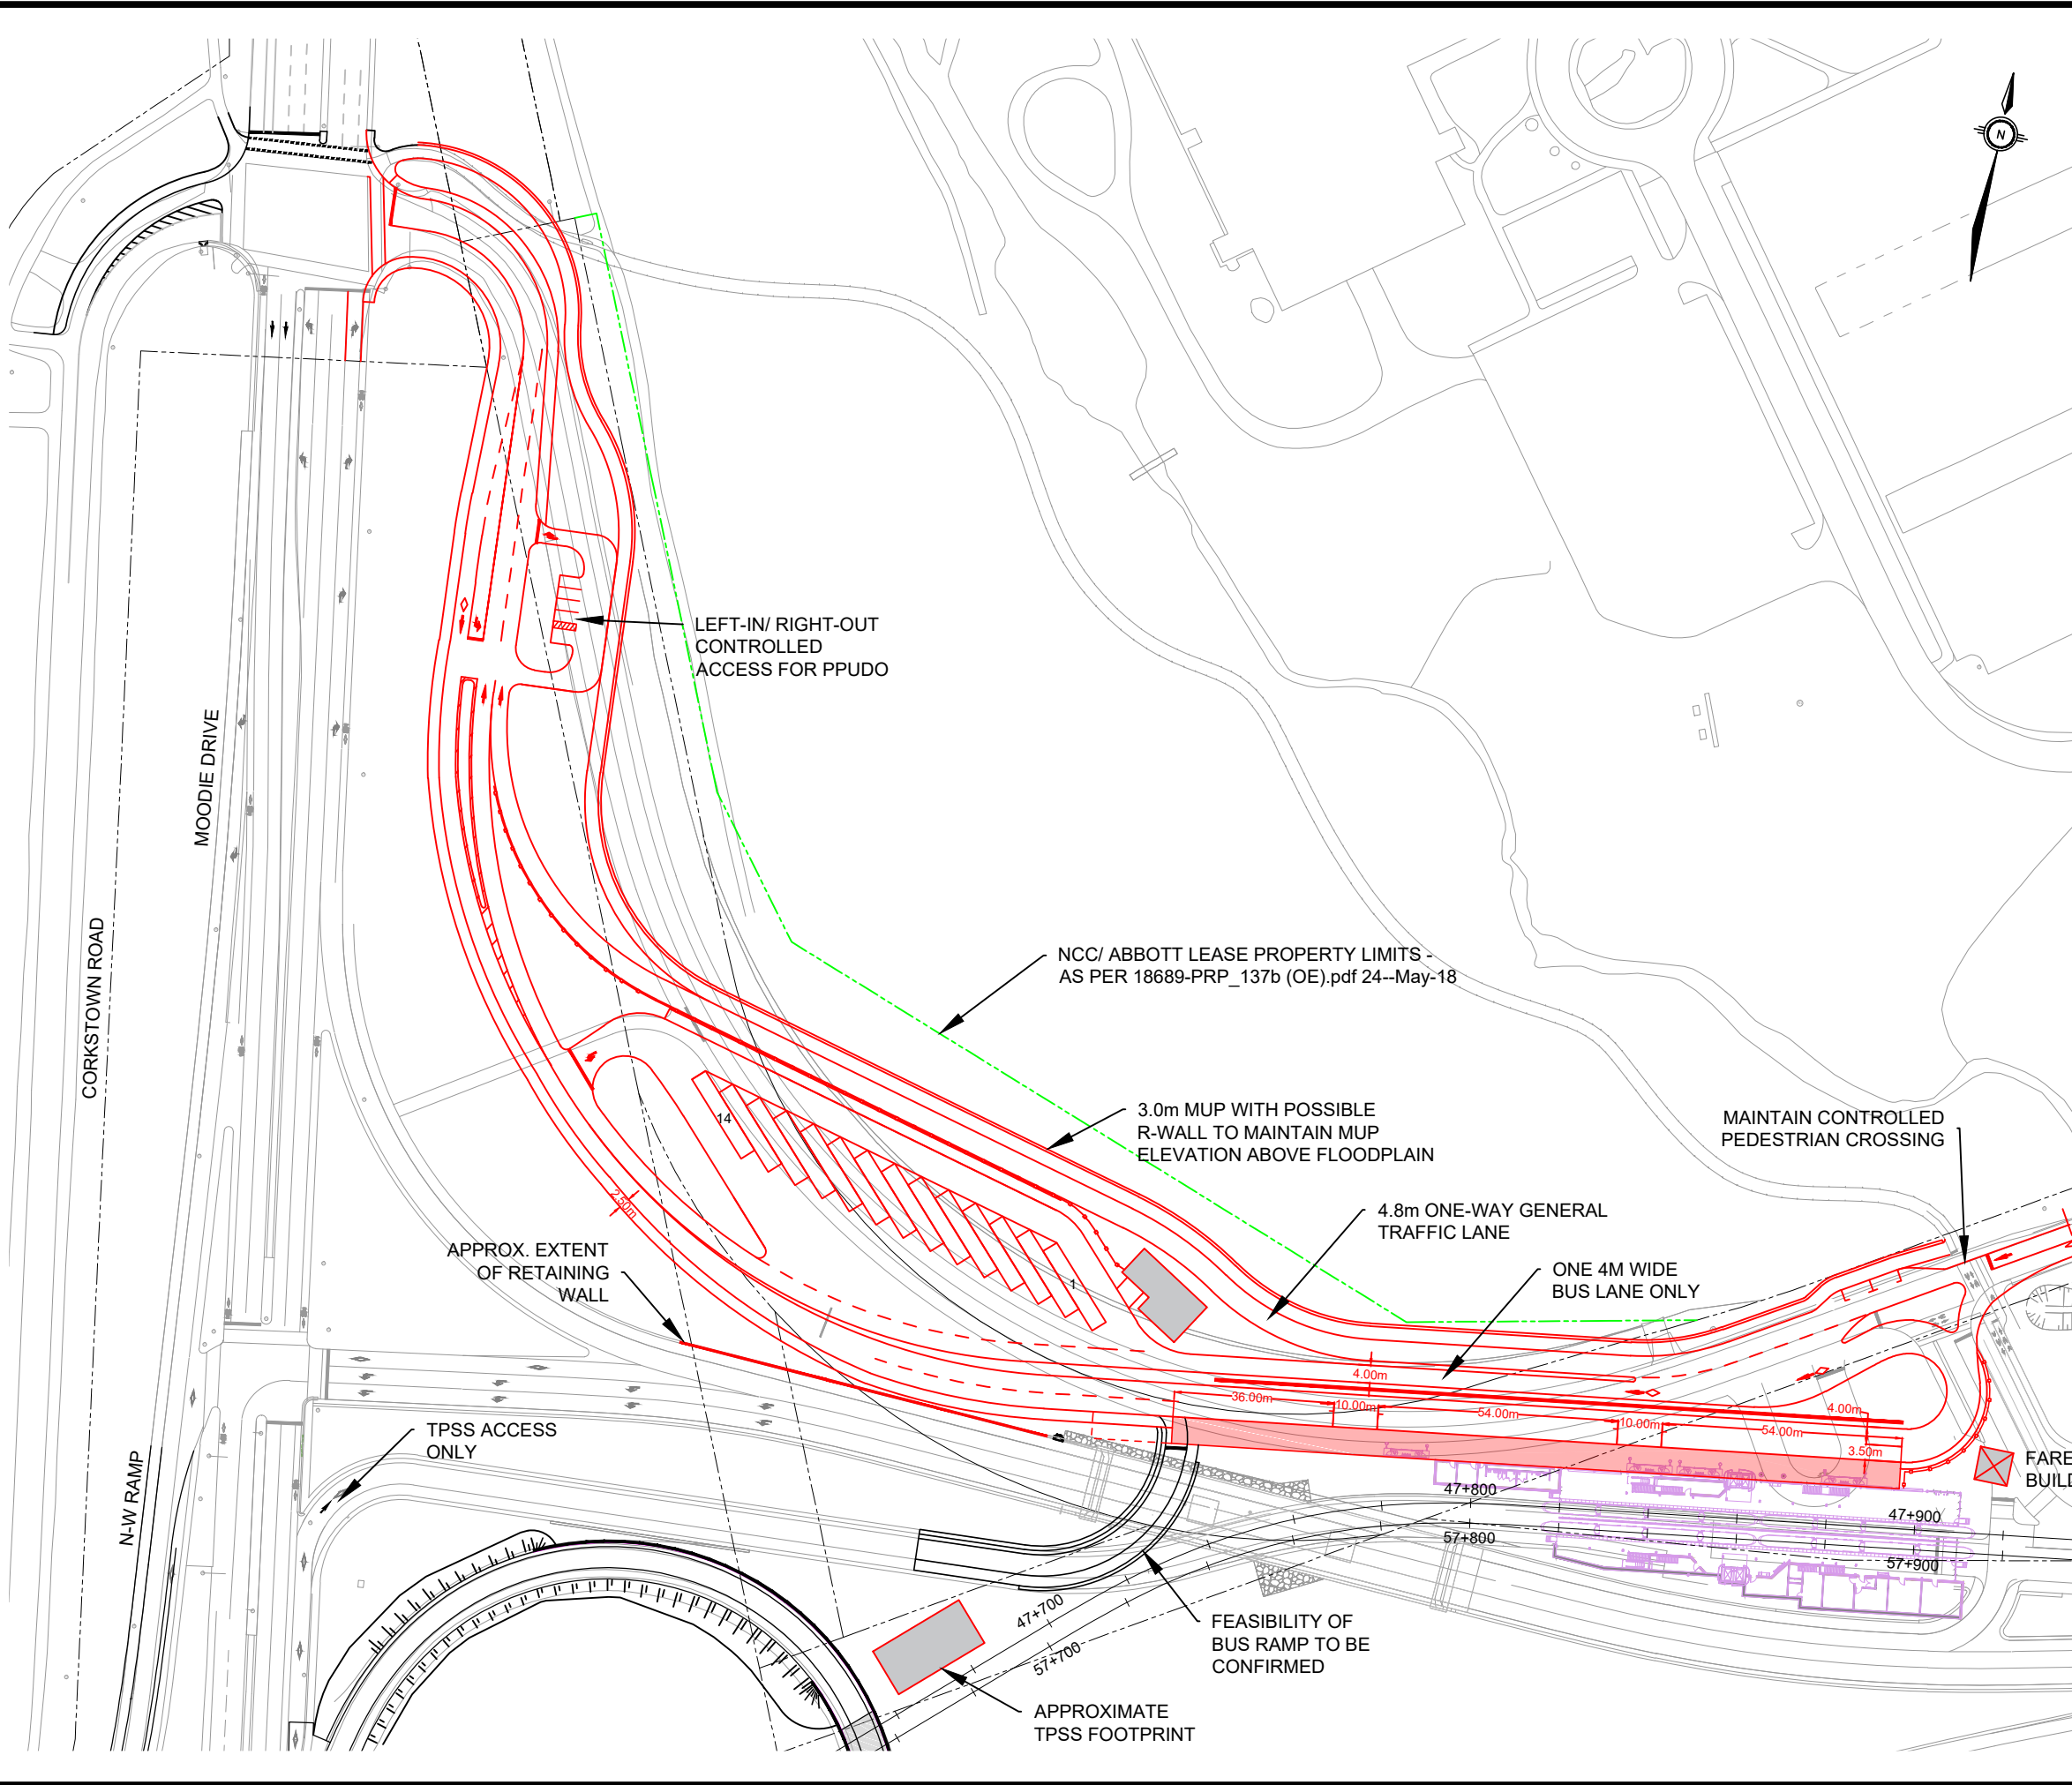 N
LEFT-IN/ RIGHT-OUT
CONTROLLED
ACCESS FOR PPUDO
MOODIE DRIVE
CORKSTOWN ROAD
NCC/ ABBOTT LEASE PROPERTY LIMITS -
AS PER 18689-PRP_137b (OE).pdf 24--May-18
14
3.0m MUP WITH POSSIBLE
R-WALL TO MAINTAIN MUP
ELEVATION ABOVE FLOODPLAIN
MAINTAIN CONTROLLED
PEDESTRIAN CROSSING
2.50m
4.8m ONE-WAY GENERAL
TRAFFIC LANE
APPROX. EXTENT
OF RETAINING
WALL
1
ONE 4M WIDE
BUS LANE ONLY
4.00m
36.00m
10.00m
54.00m
10.00m
54.00m
4.00m
3.50m
TPSS ACCESS
ONLY
N-W RAMP
FARE
BUILD
47+800
47+900
57+800
57+900
47+700
57+700
FEASIBILITY OF
BUS RAMP TO BE
CONFIRMED
APPROXIMATE
TPSS FOOTPRINT